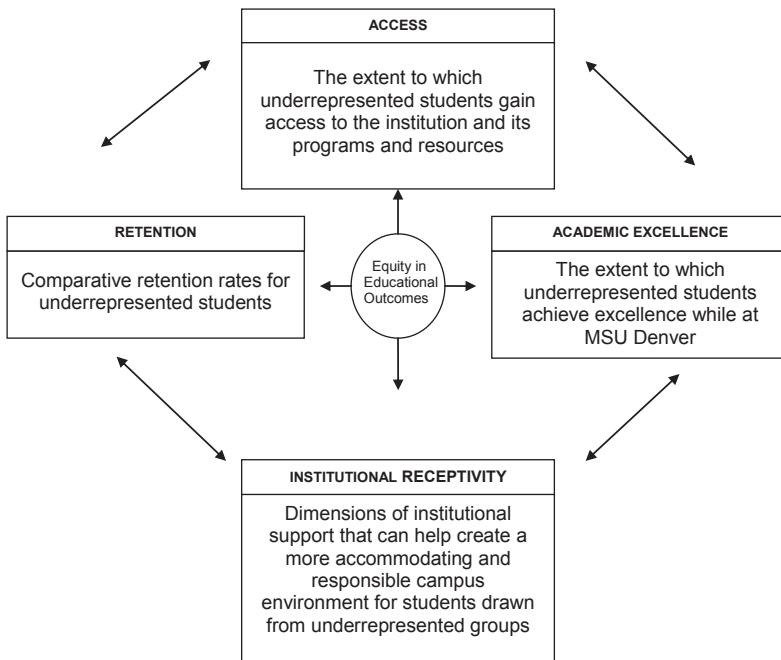 ACCESS
The extent to which
underrepresented students gain
access to the institution and its
programs and resources
RETENTION
Comparative retention rates for
underrepresented students
Equity in
Educational
Outcomes
ACADEMIC EXCELLENCE
The extent to which
underrepresented students
achieve excellence while at
MSU Denver
INSTITUTIONAL RECEPTIVITY
Dimensions of institutional
support that can help create a
more accommodating and
responsible campus
environment for students drawn
from underrepresented groups